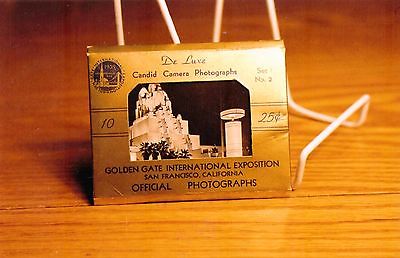 De Luxe
Candid Camera Photographs
Set 1
No. 2
10
25¢
GOLDEN GATE INTERNATIONAL EXPOSITION
SAN FRANCISCO, CALIFORNIA
OFFICIAL PHOTOGRAPHS